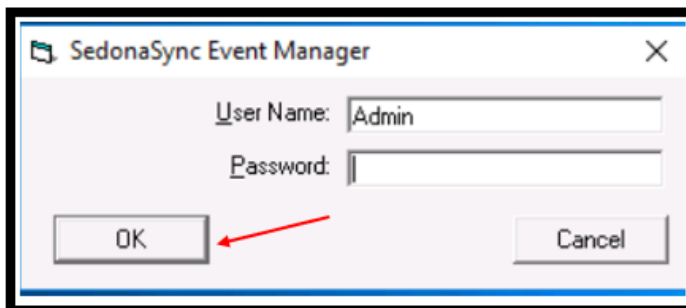 SedonaSync Event Manager
User Name: Admin
Password:
OK Cancel